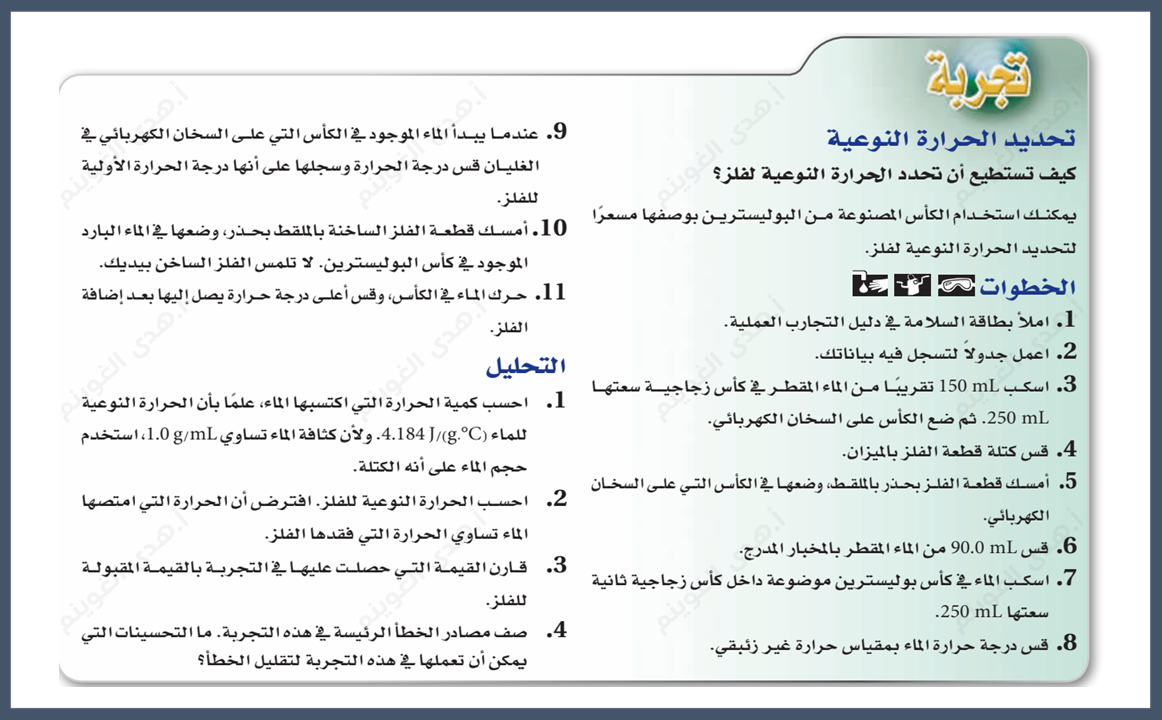 تجربة
تحديد الحرارة النوعية
كيف تستطيع أن تحدد الحرارة النوعية لفلز؟
يمكنك استخدام الكأس المصنوعة من البوليسترين بوصفها مسعرًا
لتحديد الحرارة النوعية لفلز.
الخطوات
1. املأ بطاقة السلامة في دليل التجارب العملية.
2. اعمل جدولاً لتسجل فيه بياناتك.
3. اسكب 150 mL تقريبًا من الماء المقطر في كأس زجاجية سعتها
250 mL. ثم ضع الكأس على السخان الكهربائي.
4. قس كتلة قطعة الفلز بالميزان.
5. أمسك قطعة الفلز بحذر بالملقط، وضعها في الكأس التي على السخان
الكهربائي.
6. قس 90.0 mL من الماء المقطر بالمخبار المدرج.
7. اسكب الماء في كأس بوليسترين موضوعة داخل كأس زجاجية ثانية
سعتها 250 mL.
8. قس درجة حرارة الماء بمقياس حرارة غير زئبقي.
9. عندما يبدأ الماء الموجود في الكأس التي على السخان الكهربائي في
الغليان قس درجة الحرارة وسجلها على أنها درجة الحرارة الأولية
للفلز.
10. أمسك قطعة الفلز الساخنة بالملقط بحذر، وضعها في الماء البارد
الموجود في كأس البوليسترين. لا تلمس الفلز الساخن بيديك.
11. حرك الماء في الكأس، وقس أعلى درجة حرارة يصل إليها بعد إضافة
الفلز.
التحليل
1. احسب كمية الحرارة التي اكتسبها الماء، علمًا بأن الحرارة النوعية
للماء 4.184 J/(g.°C). ولأن كثافة الماء تساوي 1.0 g/mL، استخدم
حجم الماء على أنه الكتلة.
2. احسب الحرارة النوعية للفلز. افترض أن الحرارة التي امتصها
الماء تساوي الحرارة التي فقدها الفلز.
3. قارن القيمة التي حصلت عليها في التجربة بالقيمة المقبولة
للفلز.
4. صف مصادر الخطأ الرئيسة في هذه التجربة. ما التحسينات التي
يمكن أن تعملها في هذه التجربة لتقليل الخطأ؟
أ.هدى الغوينم